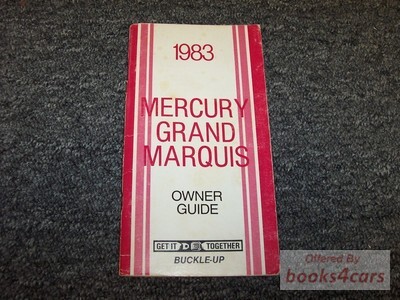 1983
MERCURY
GRAND
MARQUIS
OWNER
GUIDE
GET IT TOGETHER
BUCKLE-UP
Offered By
books4cars